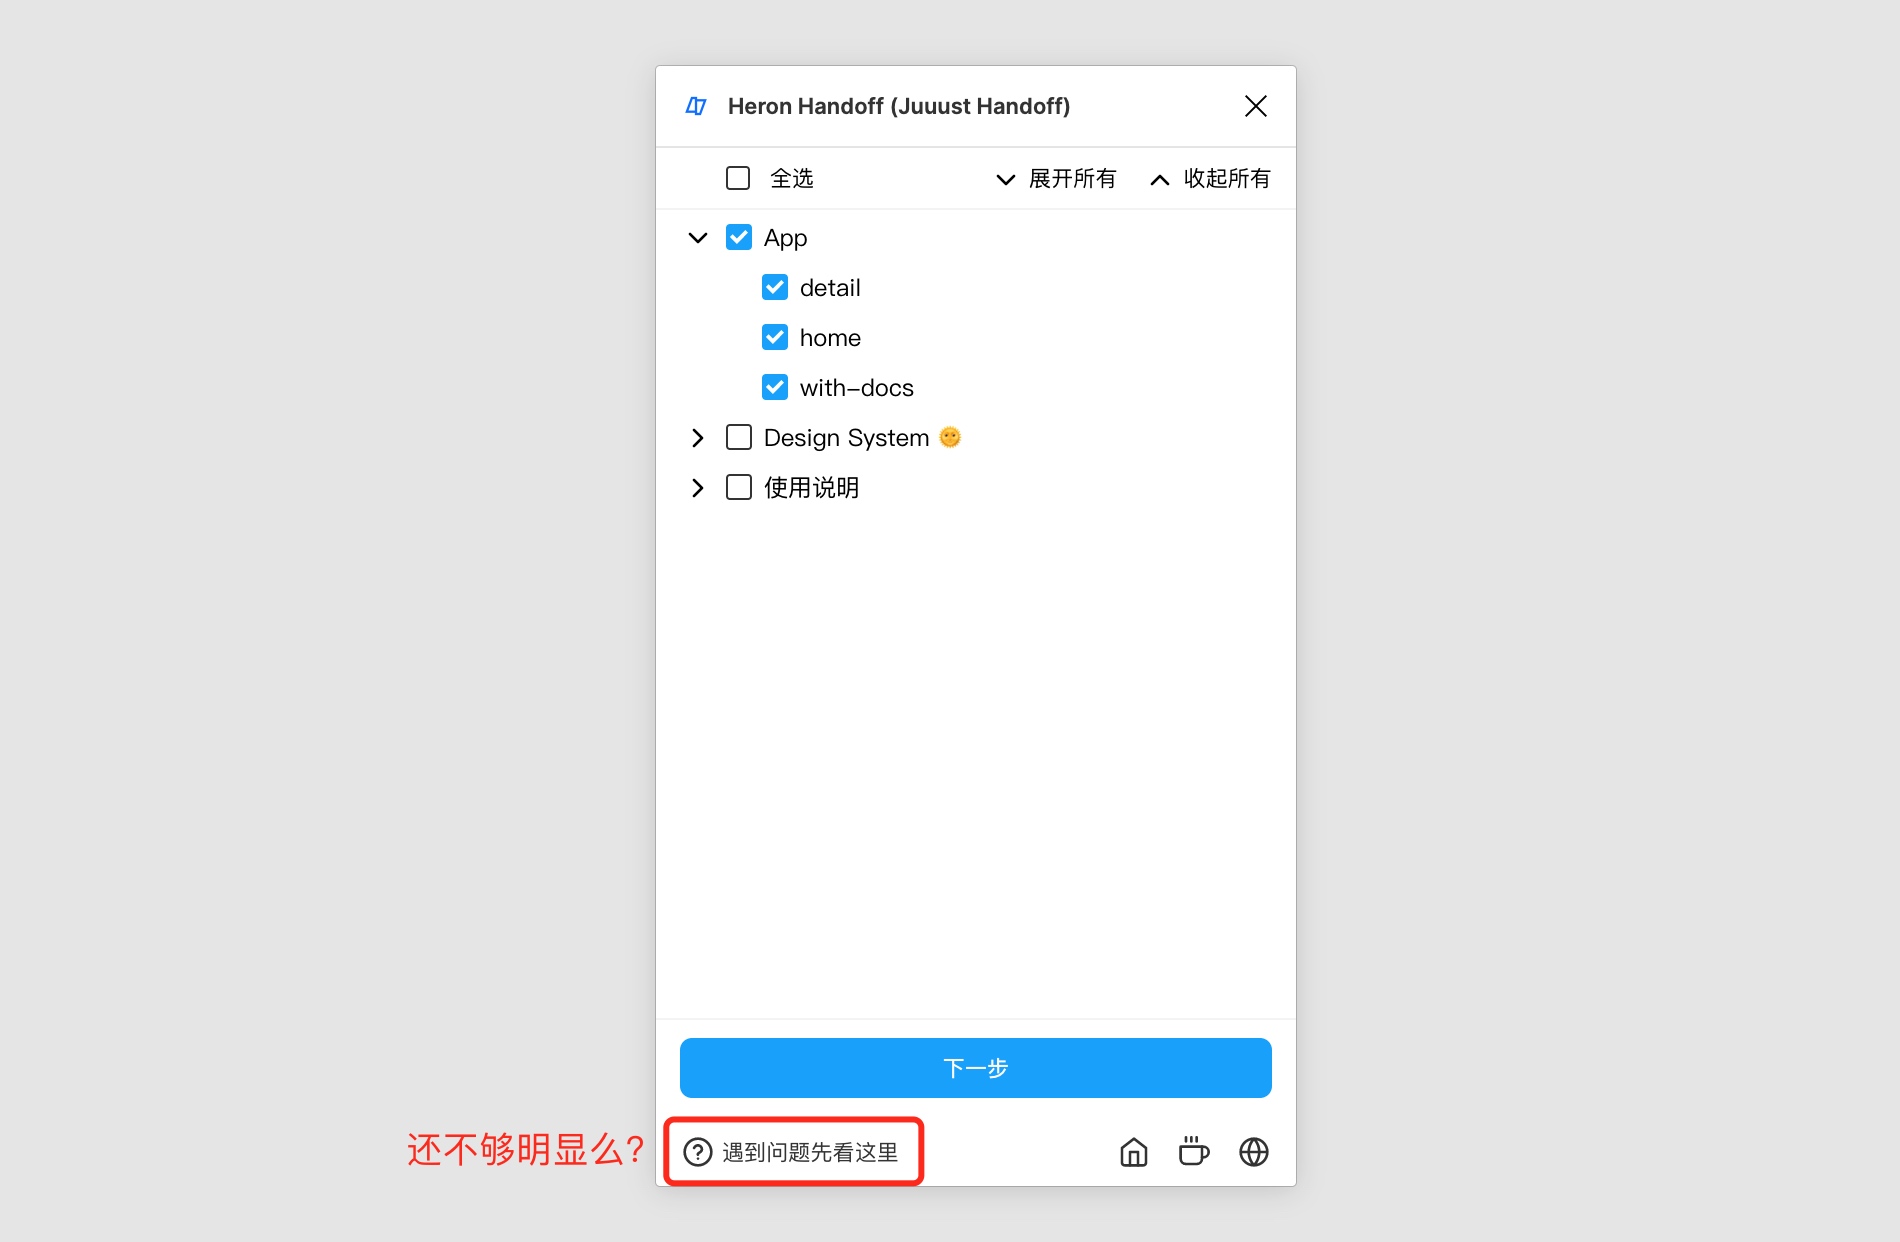 Heron Handoff (Juuust Handoff)
全选 展开所有 收起所有
App
detail
home
with-docs
Design System 🌞
使用说明
下一步
还不够明显么?
遇到问题先看这里